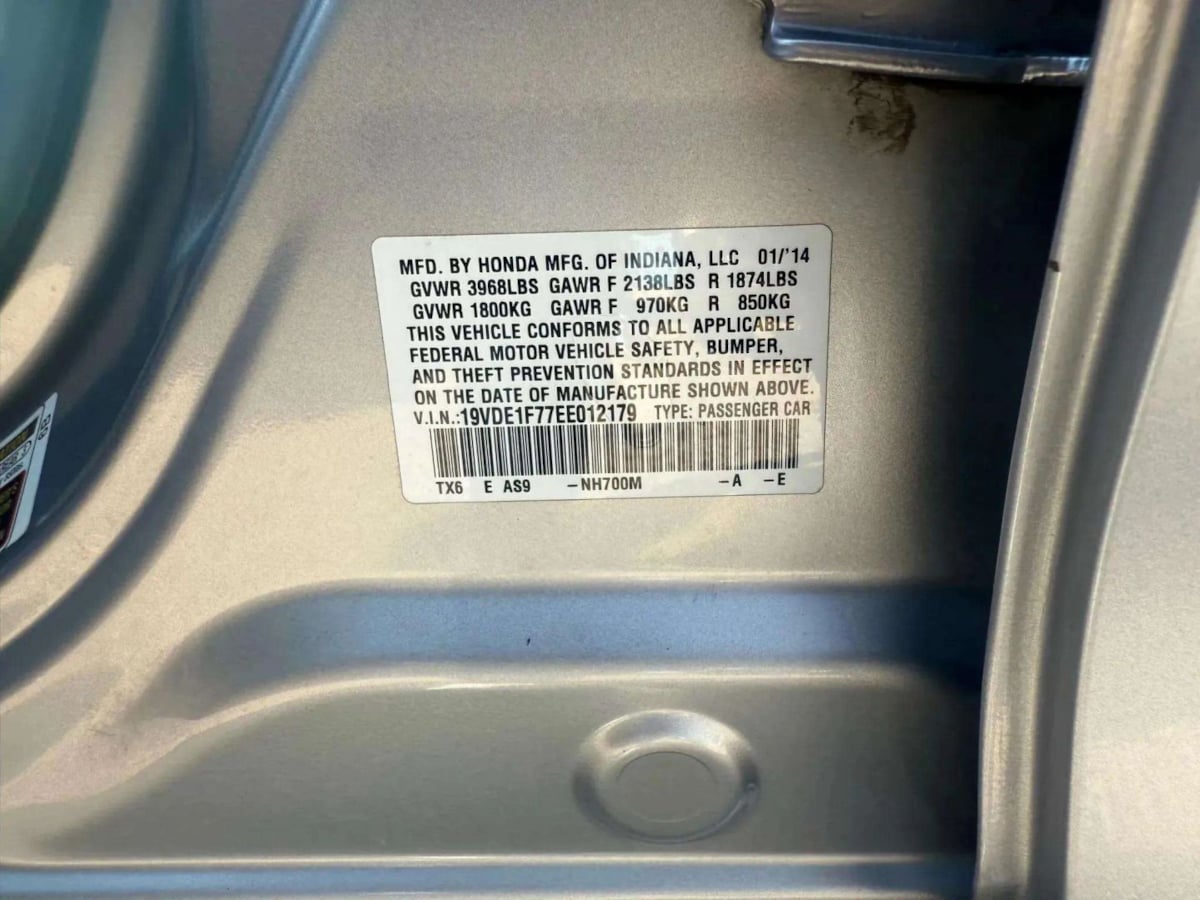 MFD. BY HONDA MFG. OF INDIANA, LLC 01/'14
GVWR 3968LBS GAWR F 2138LBS R 1874LBS
GVWR 1800KG GAWR F 970KG R 850KG
THIS VEHICLE CONFORMS TO ALL APPLICABLE
FEDERAL MOTOR VEHICLE SAFETY, BUMPER,
AND THEFT PREVENTION STANDARDS IN EFFECT
ON THE DATE OF MANUFACTURE SHOWN ABOVE.
V.I.N.:19VDE1F77EE012179 TYPE: PASSENGER CAR
TX6 E AS9 -NH700M -A -E